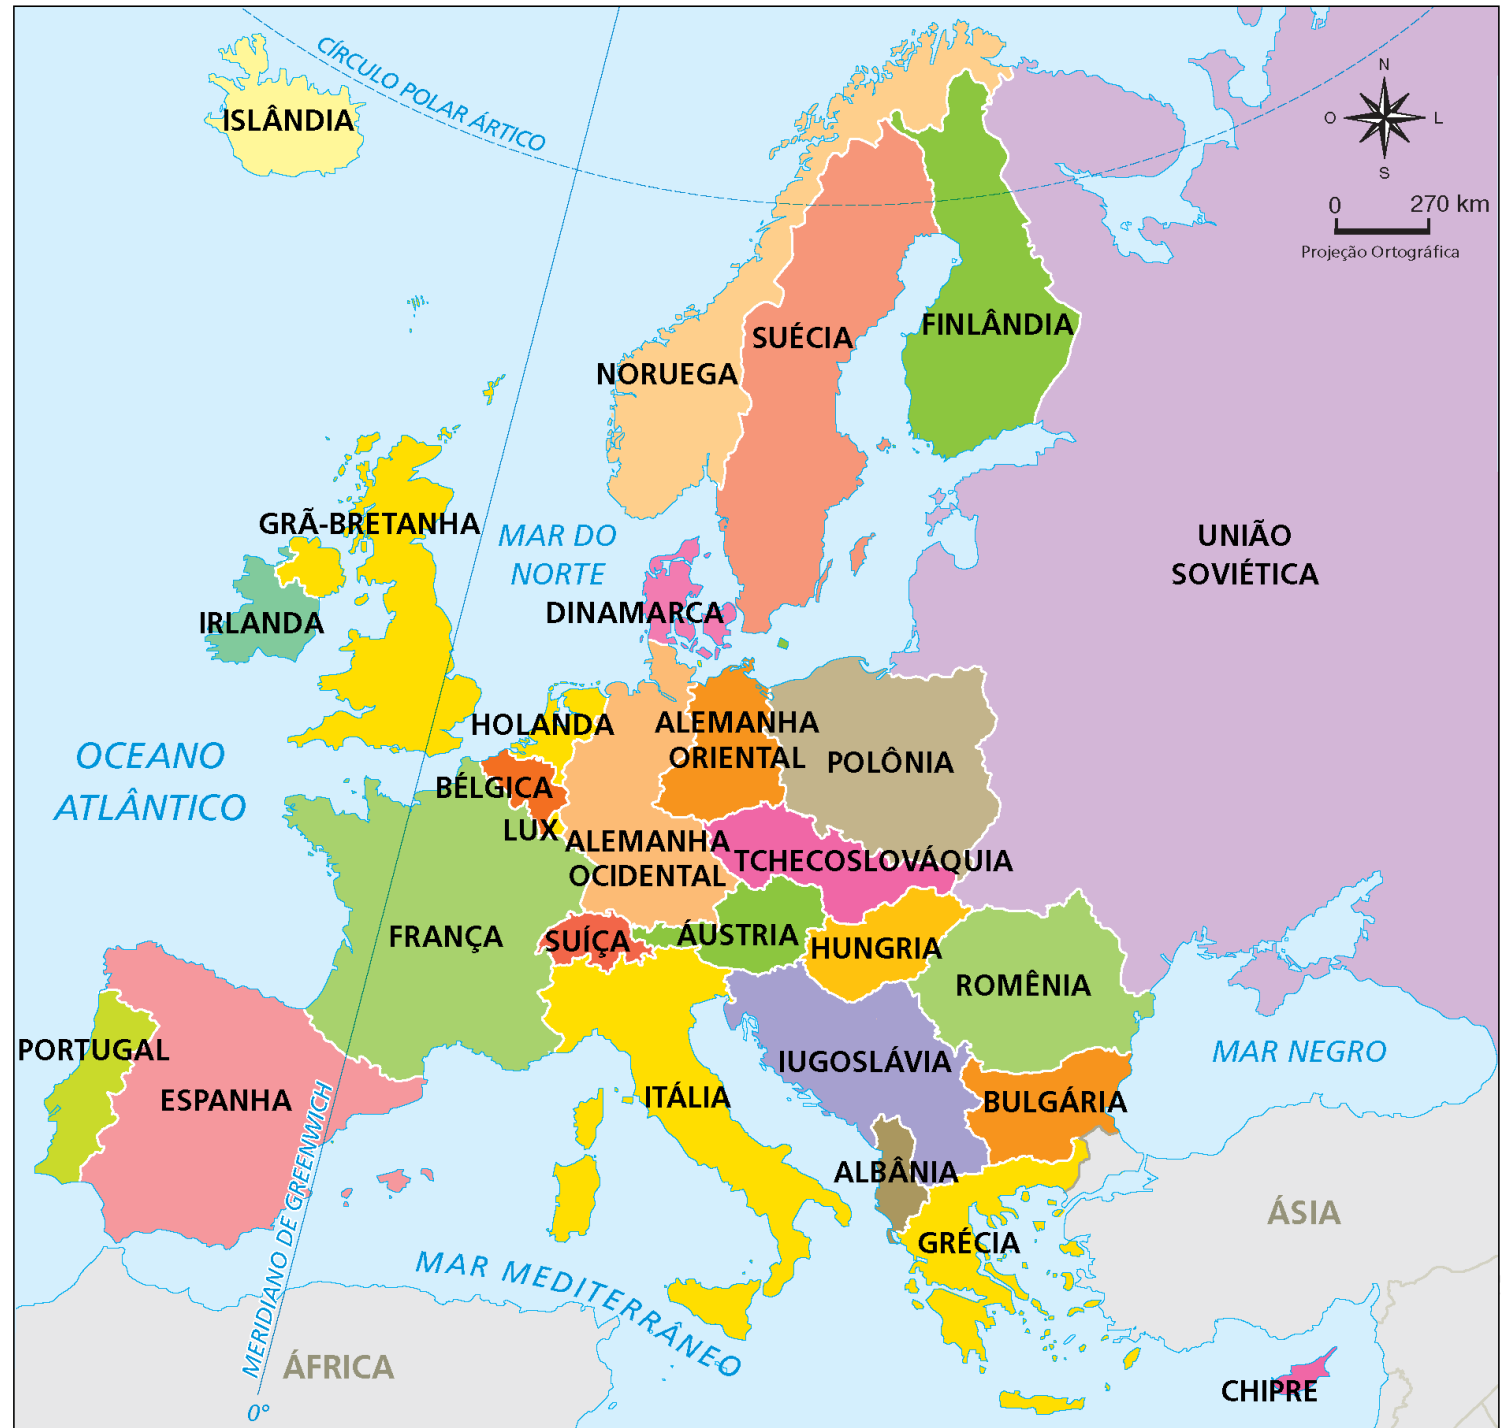 CÍRCULO POLAR ÁRTICO
ISLÂNDIA
N
O
L
S
0 270 km
Projeção Ortográfica
FINLÂNDIA
SUÉCIA
NORUEGA
GRÃ-BRETANHA
MAR DO
NORTE
UNIÃO
SOVIÉTICA
DINAMARCA
IRLANDA
HOLANDA
ALEMANHA
ORIENTAL
POLÔNIA
OCEANO
ATLÂNTICO
BÉLGICA
LUX
ALEMANHA
OCIDENTAL
TCHECOSLOVÁQUIA
FRANÇA
SUÍÇA
ÁUSTRIA
HUNGRIA
ROMÊNIA
PORTUGAL
ESPANHA
ITÁLIA
IUGOSLÁVIA
BULGÁRIA
MAR NEGRO
ALBÂNIA
GRÉCIA
ÁSIA
MERIDIANO DE GREENWICH
0°
MAR MEDITERRÂNEO
ÁFRICA
CHIPRE